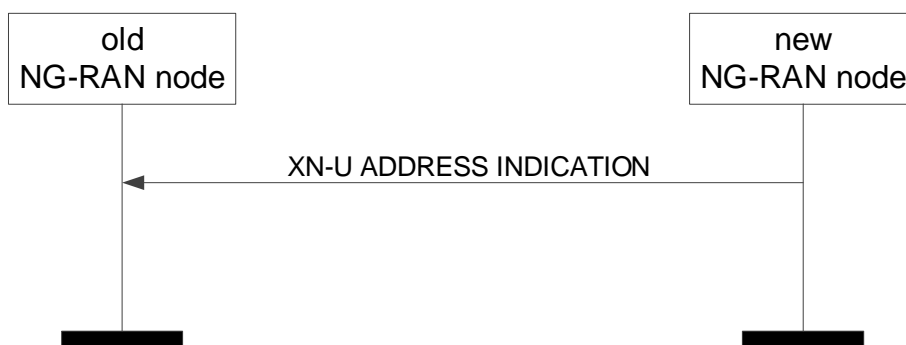 old
NG-RAN node
new
NG-RAN node
XN-U ADDRESS INDICATION